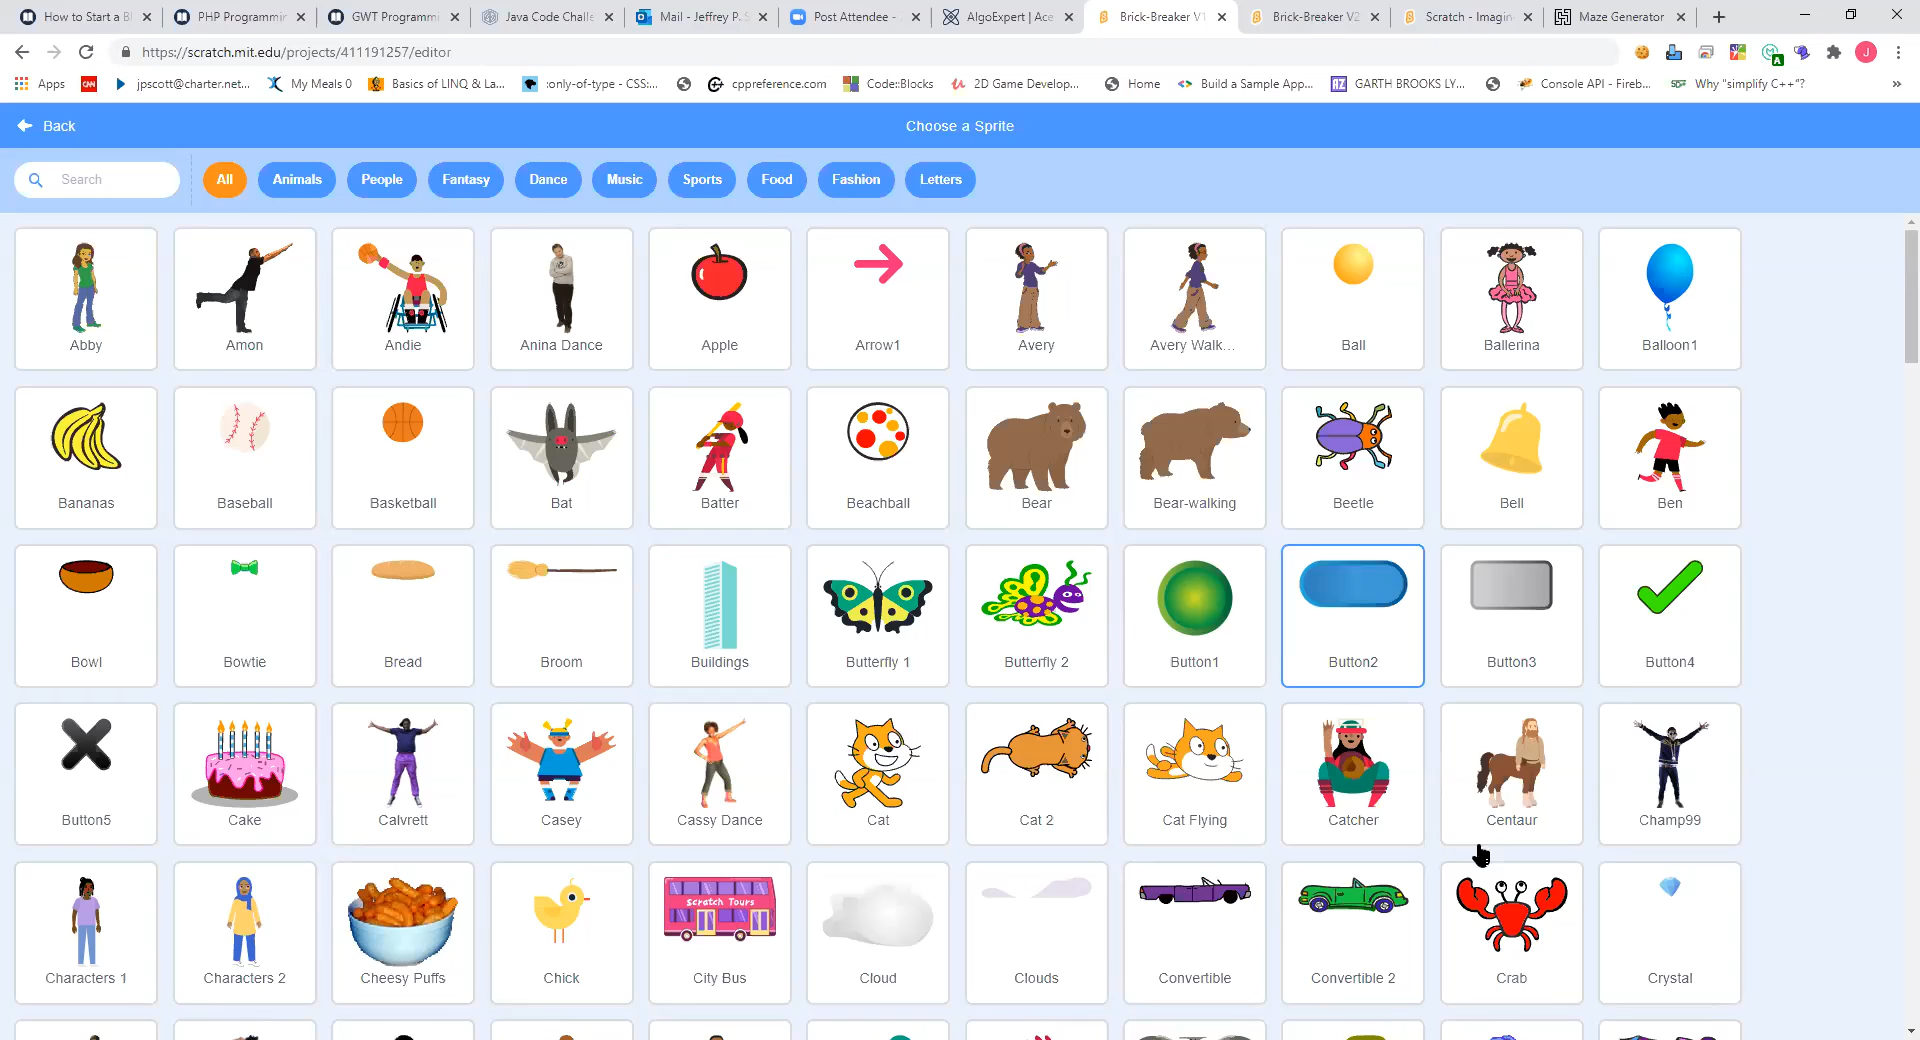 How to Start a Bl
PHP Programmin
GWT Programmi
Java Code Challe
Mail - Jeffrey P. S
Post Attendee -
AlgoExpert | Ace
Brick-Breaker V1
Brick-Breaker V2
Scratch - Imagin
Maze Generator
https://scratch.mit.edu/projects/411191257/editor
J
Apps
CNN
jpscott@charter.net...
My Meals 0
Basics of LINQ & La...
:only-of-type - CSS:...
cppreference.com
Code::Blocks
2D Game Develop...
Home
Build a Sample App...
AZ
GARTH BROOKS LY...
Console API - Fireb...
Why "simplify C++"?
Back
Choose a Sprite
Search
All
Animals
People
Fantasy
Dance
Music
Sports
Food
Fashion
Letters
Abby
Amon
Andie
Anina Dance
Apple
Arrow1
Avery
Avery Walk...
Ball
Ballerina
Balloon1
Bananas
Baseball
Basketball
Bat
Batter
Beachball
Bear
Bear-walking
Beetle
Bell
Ben
Bowl
Bowtie
Bread
Broom
Buildings
Butterfly 1
Butterfly 2
Button1
Button2
Button3
Button4
Button5
Cake
Calvrett
Casey
Cassy Dance
Cat
Cat 2
Cat Flying
Catcher
Centaur
Champ99
Scratch Tours
Characters 1
Characters 2
Cheesy Puffs
Chick
City Bus
Cloud
Clouds
Convertible
Convertible 2
Crab
Crystal